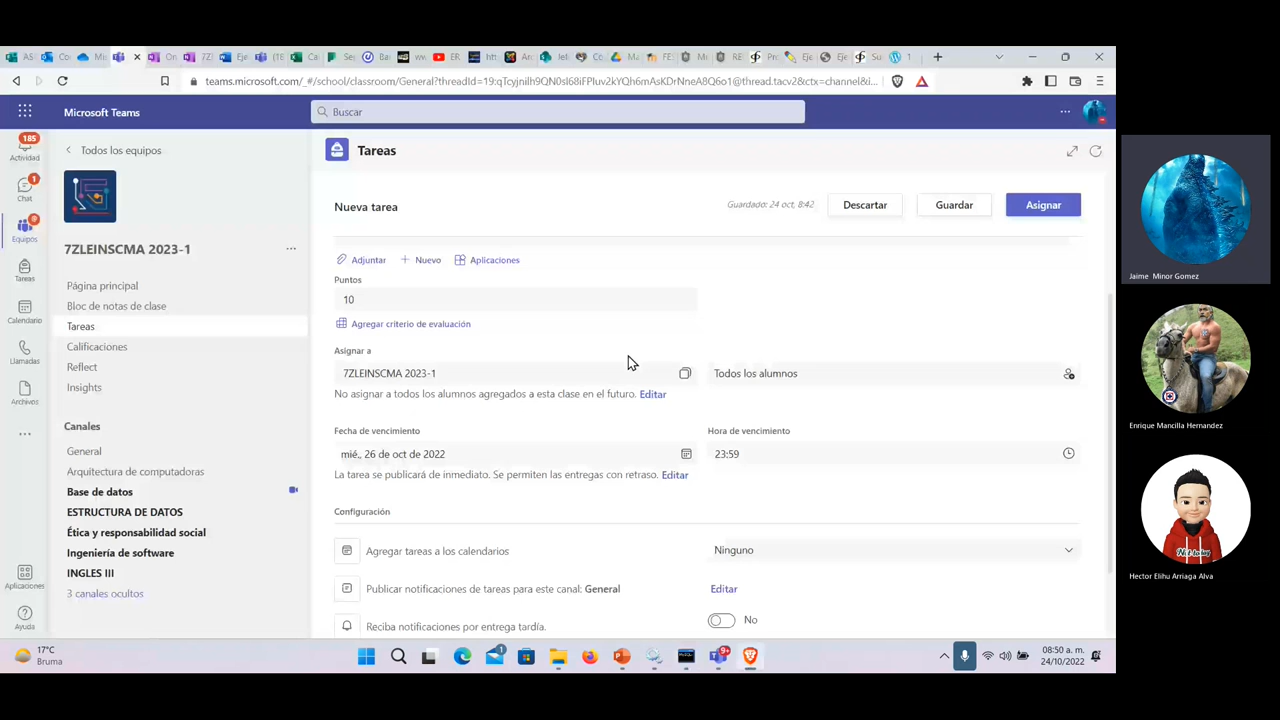 teams.microsoft.com/_#/school/classroom/General?threadId=19:qTcyjnilh9QN0sI68iFPIuv2kYQh6mAsKDrNneA8Q6o1@thread.tacv2&ctx=channel&i...
Microsoft Teams
Buscar
185
Actividad
1
Chat
Equipos
Tareas
Calendario
Llamadas
Archivos
Aplicaciones
Ayuda
Todos los equipos
7ZLEINSCMA 2023-1
Página principal
Bloc de notas de clase
Tareas
Calificaciones
Reflect
Insights
Canales
General
Arquitectura de computadoras
Base de datos
ESTRUCTURA DE DATOS
Ética y responsabilidad social
Ingeniería de software
INGLES III
3 canales ocultos
Tareas
Nueva tarea
Guardado: 24 oct, 8:42
Descartar
Guardar
Asignar
Adjuntar
Nuevo
Aplicaciones
Puntos
10
Agregar criterio de evaluación
Asignar a
7ZLEINSCMA 2023-1
Todos los alumnos
No asignar a todos los alumnos agregados a esta clase en el futuro. Editar
Fecha de vencimiento
Hora de vencimiento
mié., 26 de oct de 2022
23:59
La tarea se publicará de inmediato. Se permiten las entregas con retraso. Editar
Configuración
Agregar tareas a los calendarios
Ninguno
Publicar notificaciones de tareas para este canal: General
Editar
Reciba notificaciones por entrega tardía.
No
17°C
Bruma
1
9+
08:50 a. m.
24/10/2022
Jaime Minor Gomez
Enrique Mancilla Hernandez
Hector Elihu Arriaga Alva